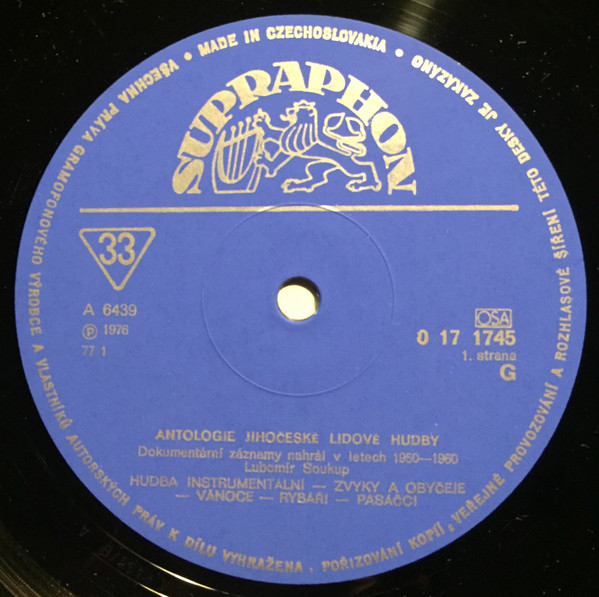 VŠECHNA PRÁVA GRAMOFONOVÉHO VÝROBCE A VLASTNÍKŮ AUTORSKÝCH PRÁV K DÍLU VYHRAŽENA . POŘIZOVÁNÍ KOPIÍ, VEŘEJNÉ PROVOZOVÁNÍ A ROZHLASOVÉ ŠÍŘENÍ TÉTO DESKY JE ZAKÁZÁNO • MADE IN CZECHOSLOVAKIA •
SUPRAPHON
33
A 6439
Ⓟ 1976
77 1
OSA
0 17 1745
1. strana
G
ANTOLOGIE JIHOČESKÉ LIDOVÉ HUDBY
Dokumentární záznamy nahrál v letech 1950—1960
Lubomír Soukup
HUDBA INSTRUMENTÁLNÍ — ZVYKY A OBYČEJE
— VÁNOCE — RYBÁŘI — PASÁČCI